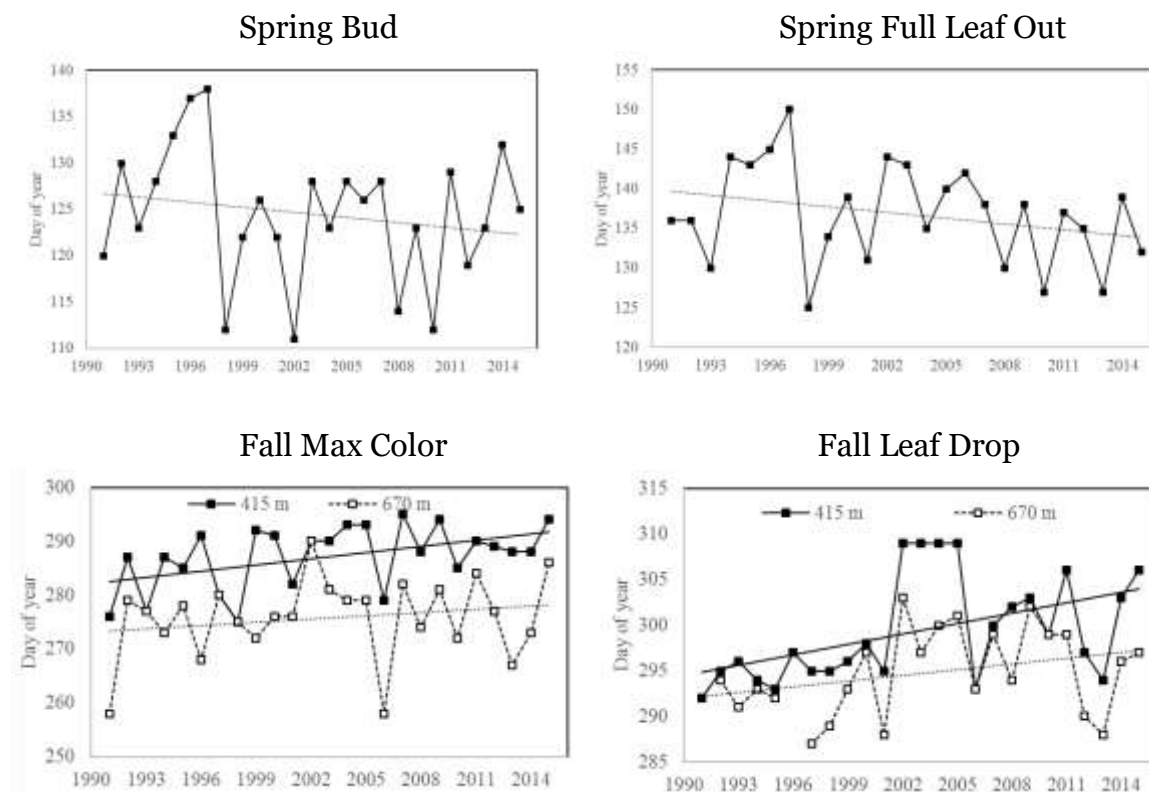 Spring Bud
140
135
130
125
120
115
110
Day of year
1990 1993 1996 1999 2002 2005 2008 2011 2014
Spring Full Leaf Out
155
150
145
140
135
130
125
120
Day of year
1990 1993 1996 1999 2002 2005 2008 2011 2014
Fall Max Color
300
290
280
270
260
250
Day of year
415 m 670 m
1990 1993 1996 1999 2002 2005 2008 2011 2014
Fall Leaf Drop
315
310
305
300
295
290
285
Day of year
415 m 670 m
1990 1993 1996 1999 2002 2005 2008 2011 2014